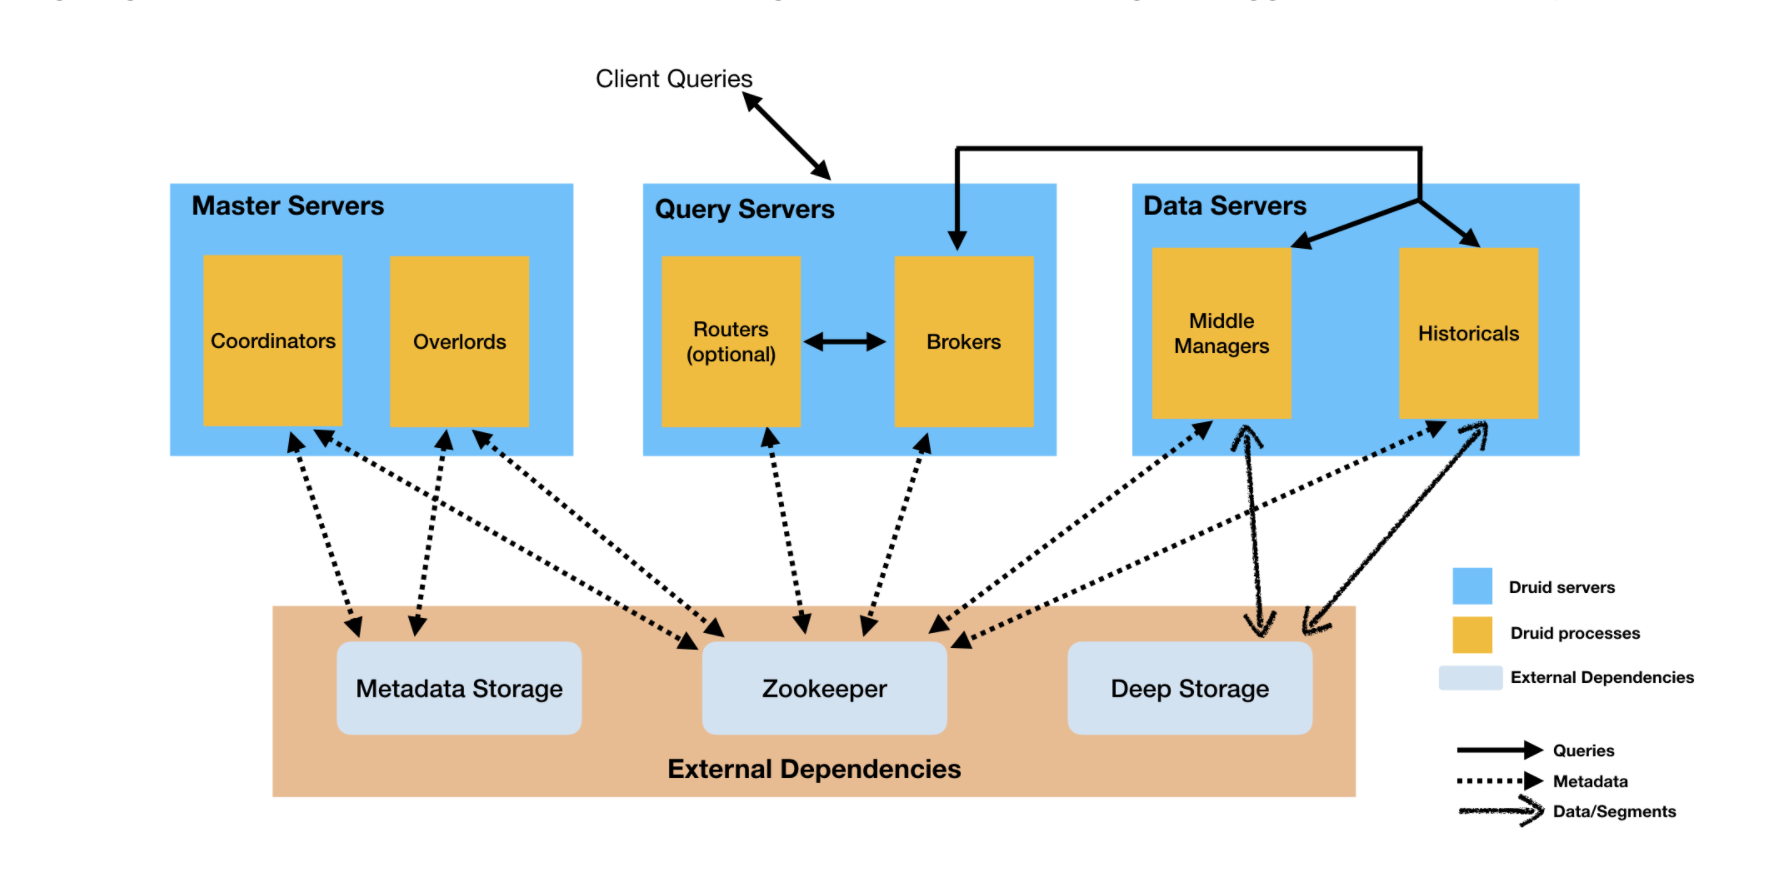 Client Queries
Master Servers
Query Servers
Data Servers
Coordinators
Overlords
Routers
(optional)
Brokers
Middle
Managers
Historicals
Metadata Storage
Zookeeper
Deep Storage
External Dependencies
Druid servers
Druid processes
External Dependencies
Queries
Metadata
Data/Segments